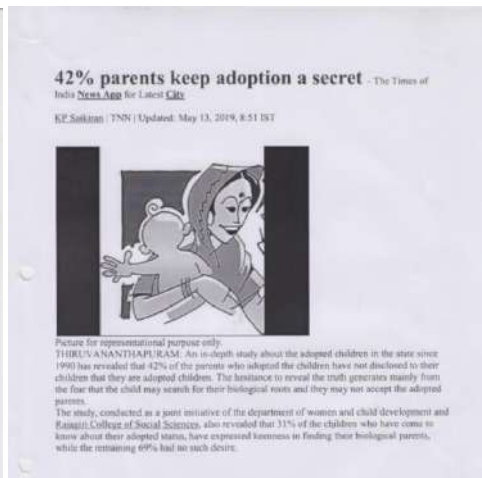 42% parents keep adoption a secret - The Times of
India News App for Latest City
KP Saikiran | TNN | Updated: May 13, 2019, 8:51 IST
Picture for representational purpose only.
THIRUVANANTHAPURAM: An in-depth study about the adopted children in the state since
1990 has revealed that 42% of the parents who adopted the children have not disclosed to their
children that they are adopted children. The hesitance to reveal the truth generates mainly from
the fear that the child may search for their biological roots and they may not accept the adopted
parents.
The study, conducted as a joint initiative of the department of women and child development and
Rajagiri College of Social Sciences, also revealed that 31% of the children who have come to
know about their adopted status, have expressed keenness in finding their biological parents,
while the remaining 69% had no such desire.